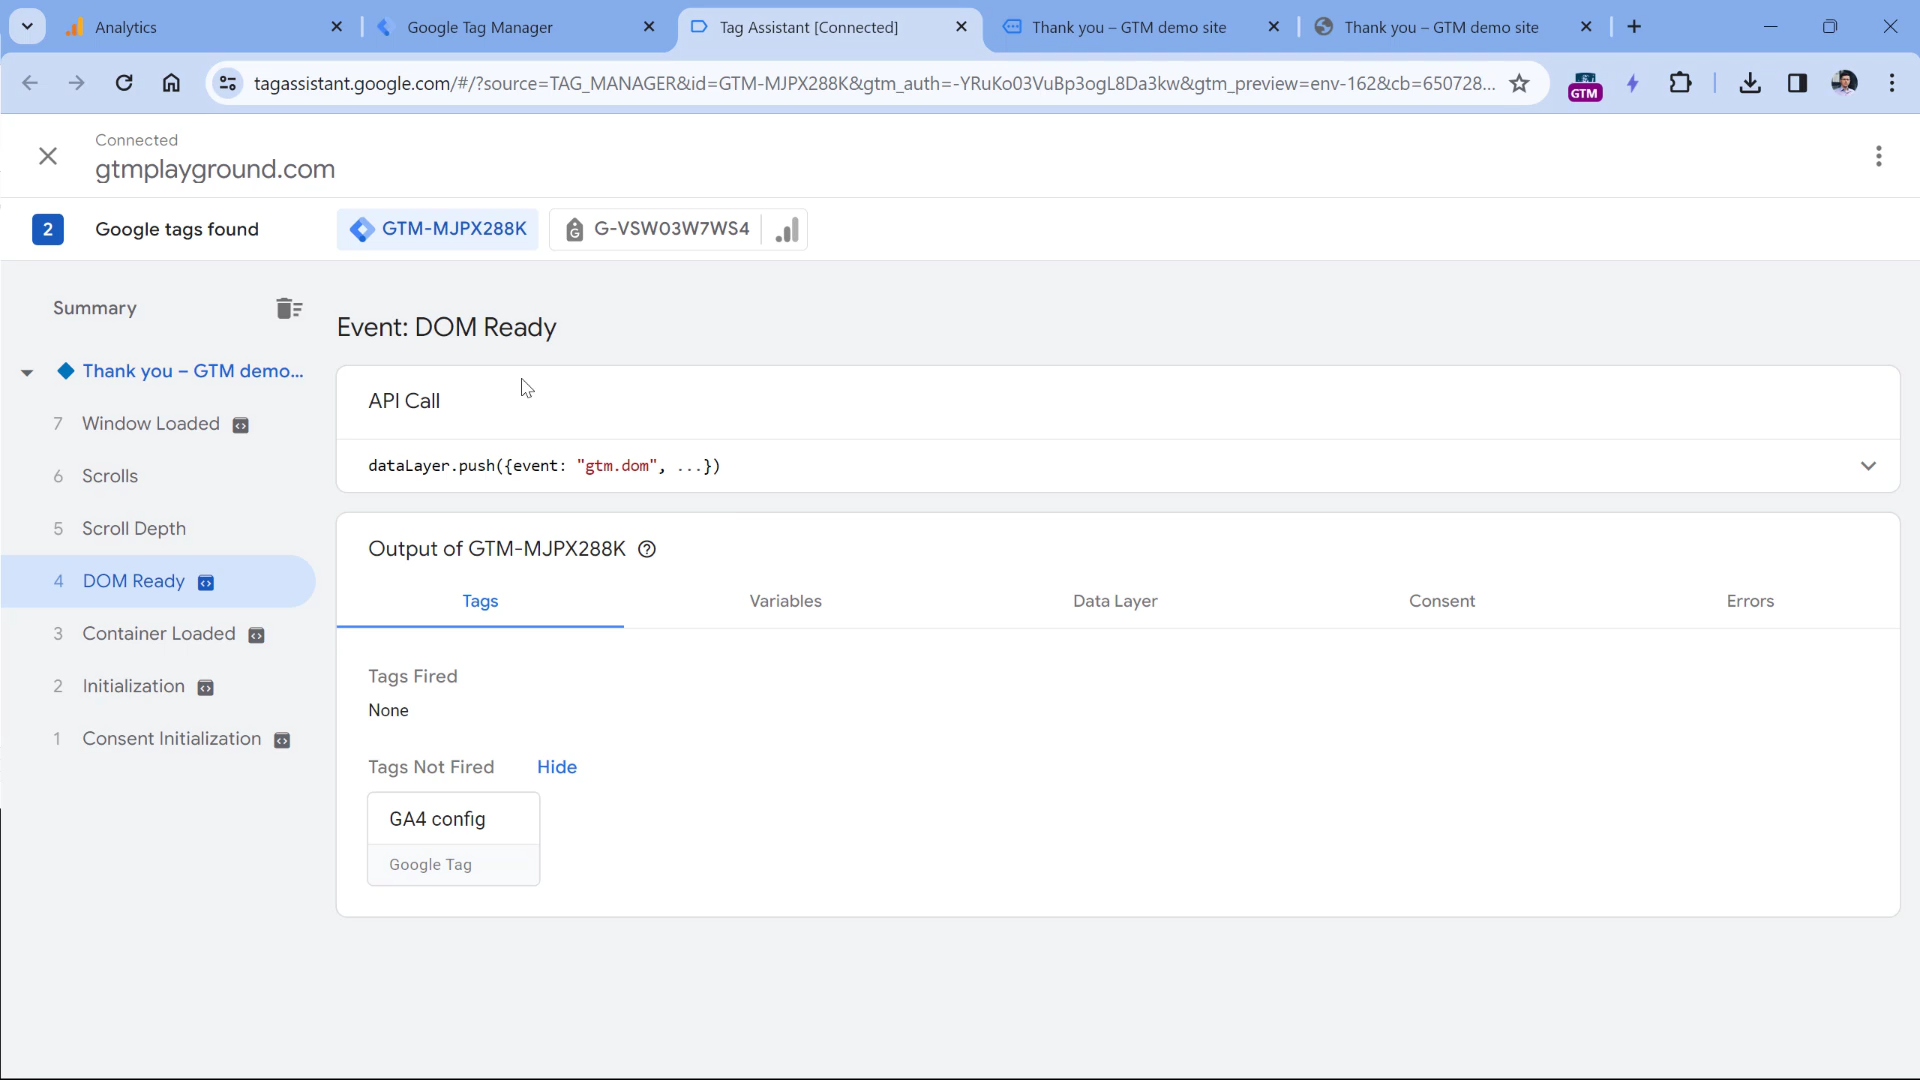 Analytics
Google Tag Manager
Tag Assistant [Connected]
Thank you – GTM demo site
Thank you – GTM demo site
tagassistant.google.com/#/?source=TAG_MANAGER&id=GTM-MJPX288K&gtm_auth=-YRuKo03VuBp3ogL8Da3kw&gtm_preview=env-162&cb=650728...
GTM
Connected
gtmplayground.com
2 Google tags found
GTM-MJPX288K
G-VSW03W7WS4
Summary
Thank you – GTM demo...
7 Window Loaded
6 Scrolls
5 Scroll Depth
4 DOM Ready
3 Container Loaded
2 Initialization
1 Consent Initialization
Event: DOM Ready
API Call
dataLayer.push({event: "gtm.dom", ...})
Output of GTM-MJPX288K
Tags Variables Data Layer Consent Errors
Tags Fired
None
Tags Not Fired Hide
GA4 config
Google Tag